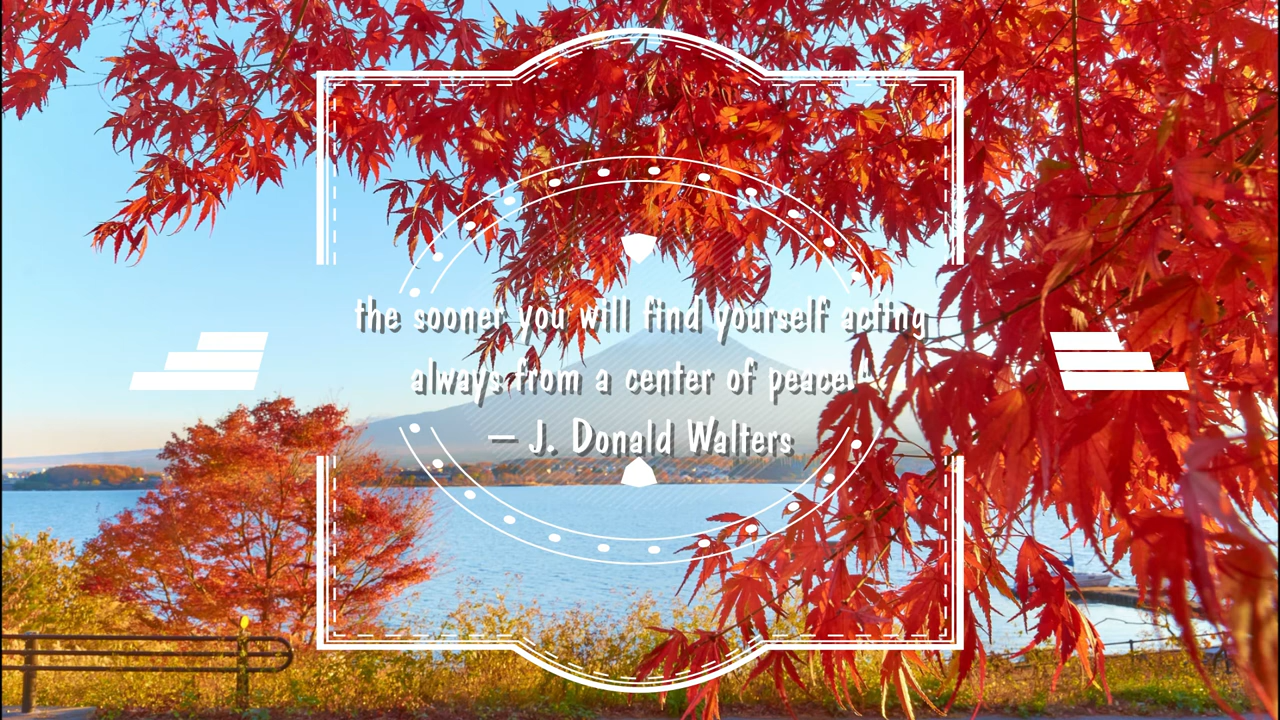 the sooner you will find yourself acting
always from a center of peace."
— J. Donald Walters